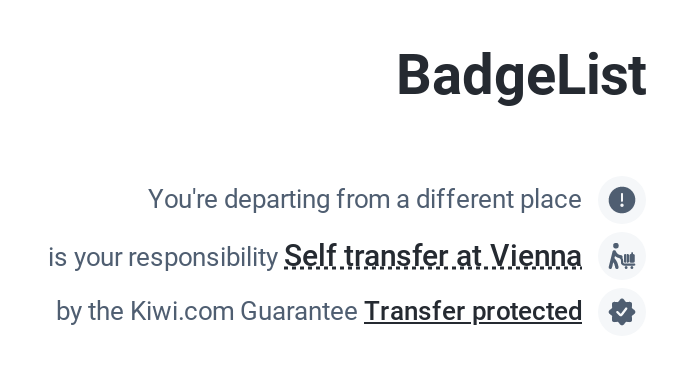 BadgeList
You're departing from a different place
is your responsibility Self transfer at Vienna
by the Kiwi.com Guarantee Transfer protected